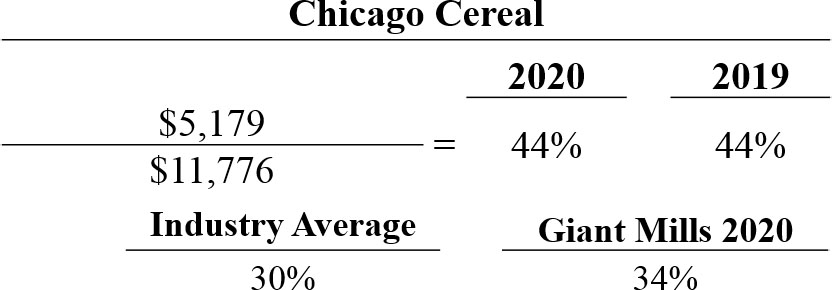 Chicago Cereal
2020 2019
$5,179
$11,776
= 44% 44%
Industry Average Giant Mills 2020
30% 34%